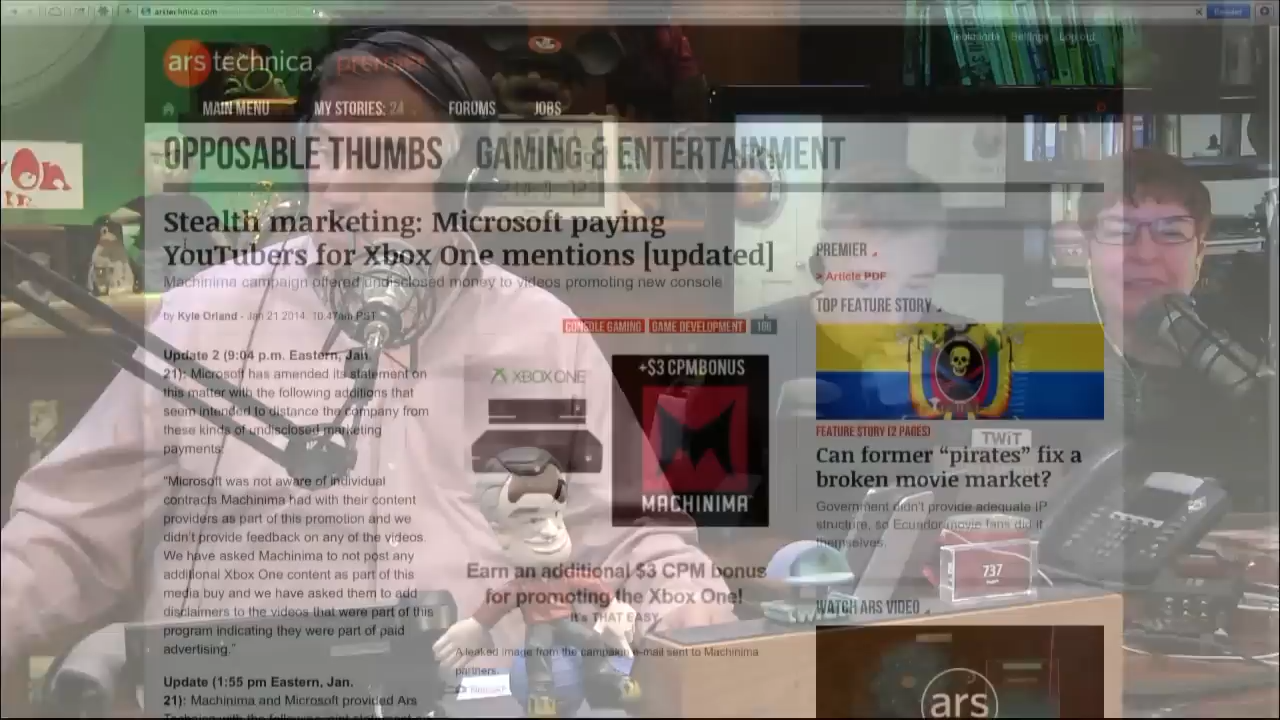 arstechnica.com
Reader
Settings Log out
ars technica premier
MAIN MENU MY STORIES: 24 FORUMS JOBS
OPPOSABLE THUMBS / GAMING & ENTERTAINMENT
Stealth marketing: Microsoft paying
YouTubers for Xbox One mentions [updated]
Machinima campaign offered undisclosed money to videos promoting new console
by Kyle Orland - Jan 21 2014, 10:47am PST
CONSOLE GAMING GAME DEVELOPMENT
Update 2 (9:04 p.m. Eastern, Jan.
21): Microsoft has amended its statement on
this matter with the following additions that
seem intended to distance the company from
these kinds of undisclosed marketing
payments:
"Microsoft was not aware of individual
contracts Machinima had with their content
providers as part of this promotion and we
didn't provide feedback on any of the videos.
We have asked Machinima to not post any
additional Xbox One content as part of this
media buy and we have asked them to add
disclaimers to the videos that were part of this
program indicating they were part of paid
advertising."
Update (1:55 pm Eastern, Jan.
21): Machinima and Microsoft provided Ars
XBOX ONE
+$3 CPM BONUS
MACHINIMA
Earn an additional $3 CPM bonus
for promoting the Xbox One!
It's THAT EASY.
A leaked image from the campaign e-mail sent to Machinima
partners.
PREMIER
» Article PDF
TOP FEATURE STORY
FEATURE STORY (2 PAGES)
Can former “pirates” fix a
broken movie market?
Government didn't provide adequate IP
structure, so Ecuador movie fans did it
themselves.
WATCH ARS VIDEO
ars
TWiT
737